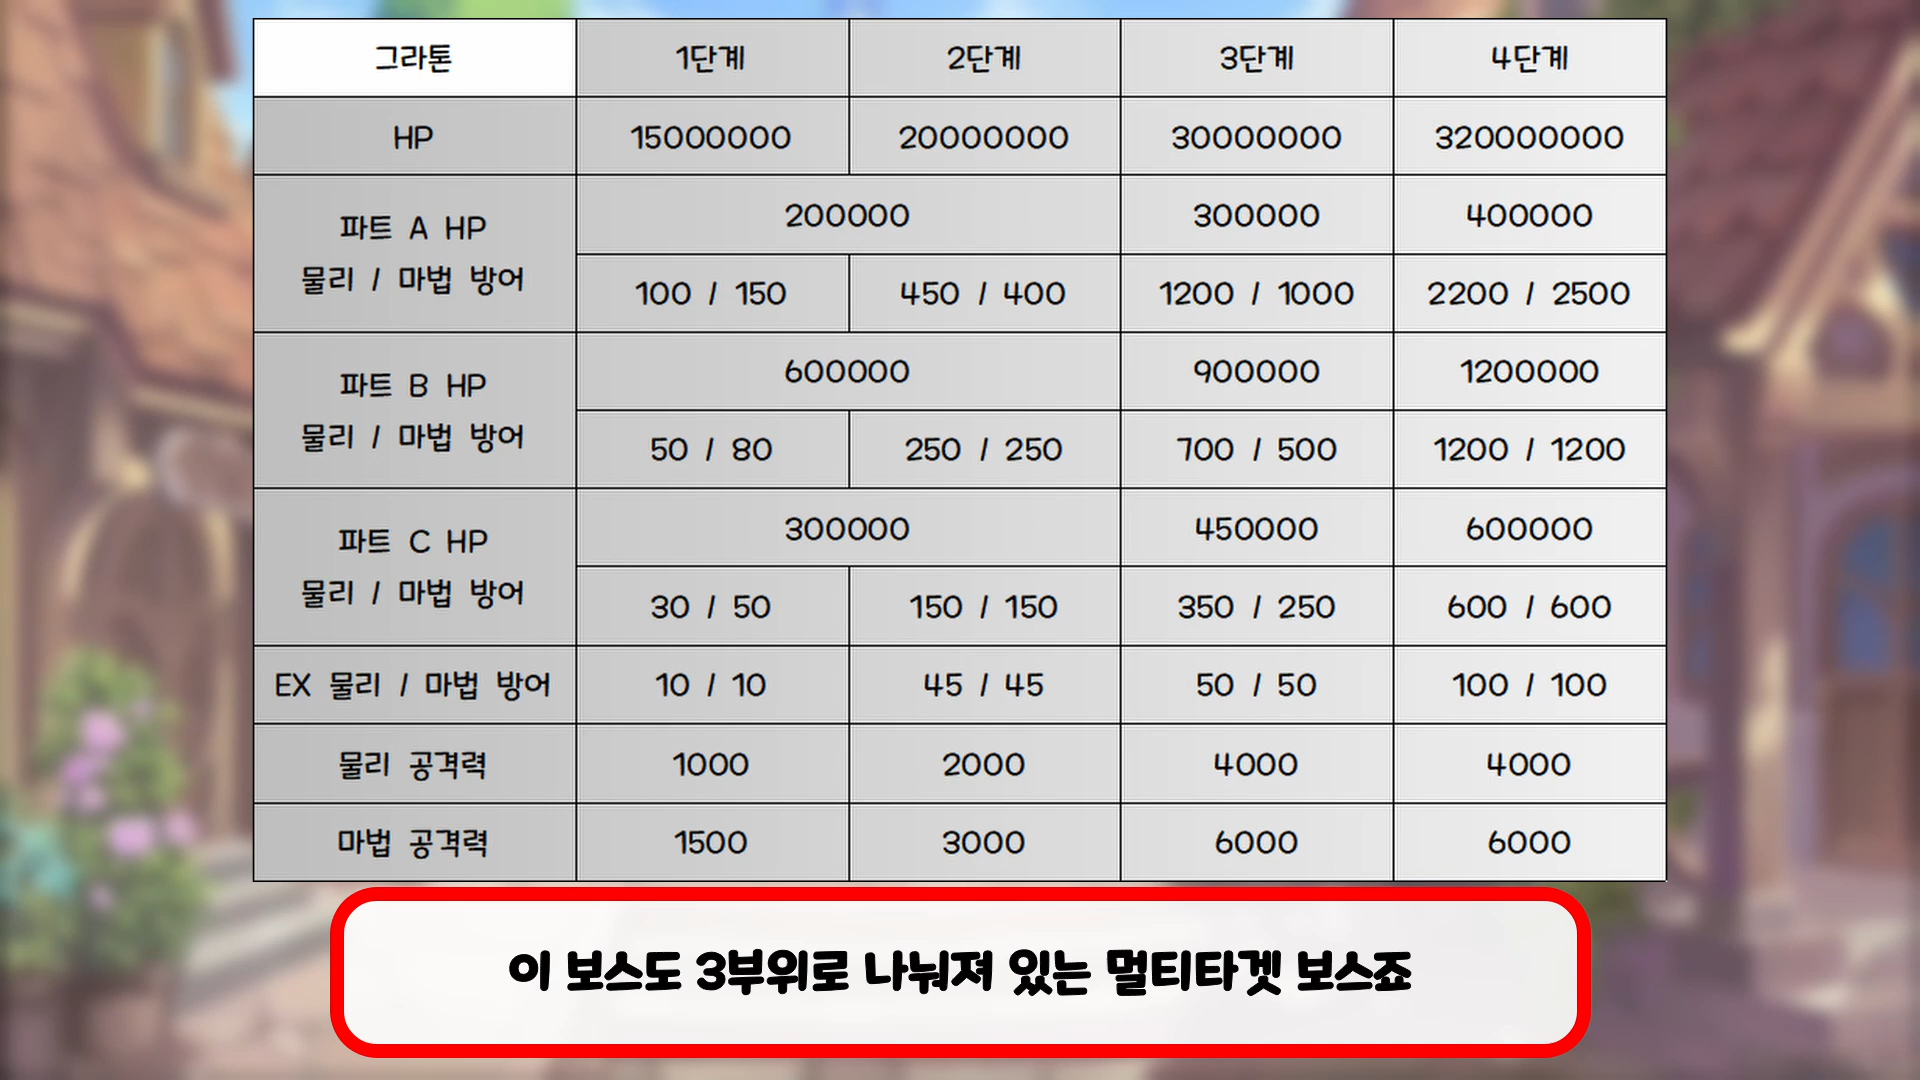 그라톤 1단계 2단계 3단계 4단계
HP 15000000 20000000 30000000 320000000
파트 A HP 200000 300000 400000
물리 / 마법 방어 100 / 150 450 / 400 1200 / 1000 2200 / 2500
파트 B HP 600000 900000 1200000
물리 / 마법 방어 50 / 80 250 / 250 700 / 500 1200 / 1200
파트 C HP 300000 450000 600000
물리 / 마법 방어 30 / 50 150 / 150 350 / 250 600 / 600
EX 물리 / 마법 방어 10 / 10 45 / 45 50 / 50 100 / 100
물리 공격력 1000 2000 4000 4000
마법 공격력 1500 3000 6000 6000
이 보스도 3부위로 나눠져 있는 멀티타겟 보스죠